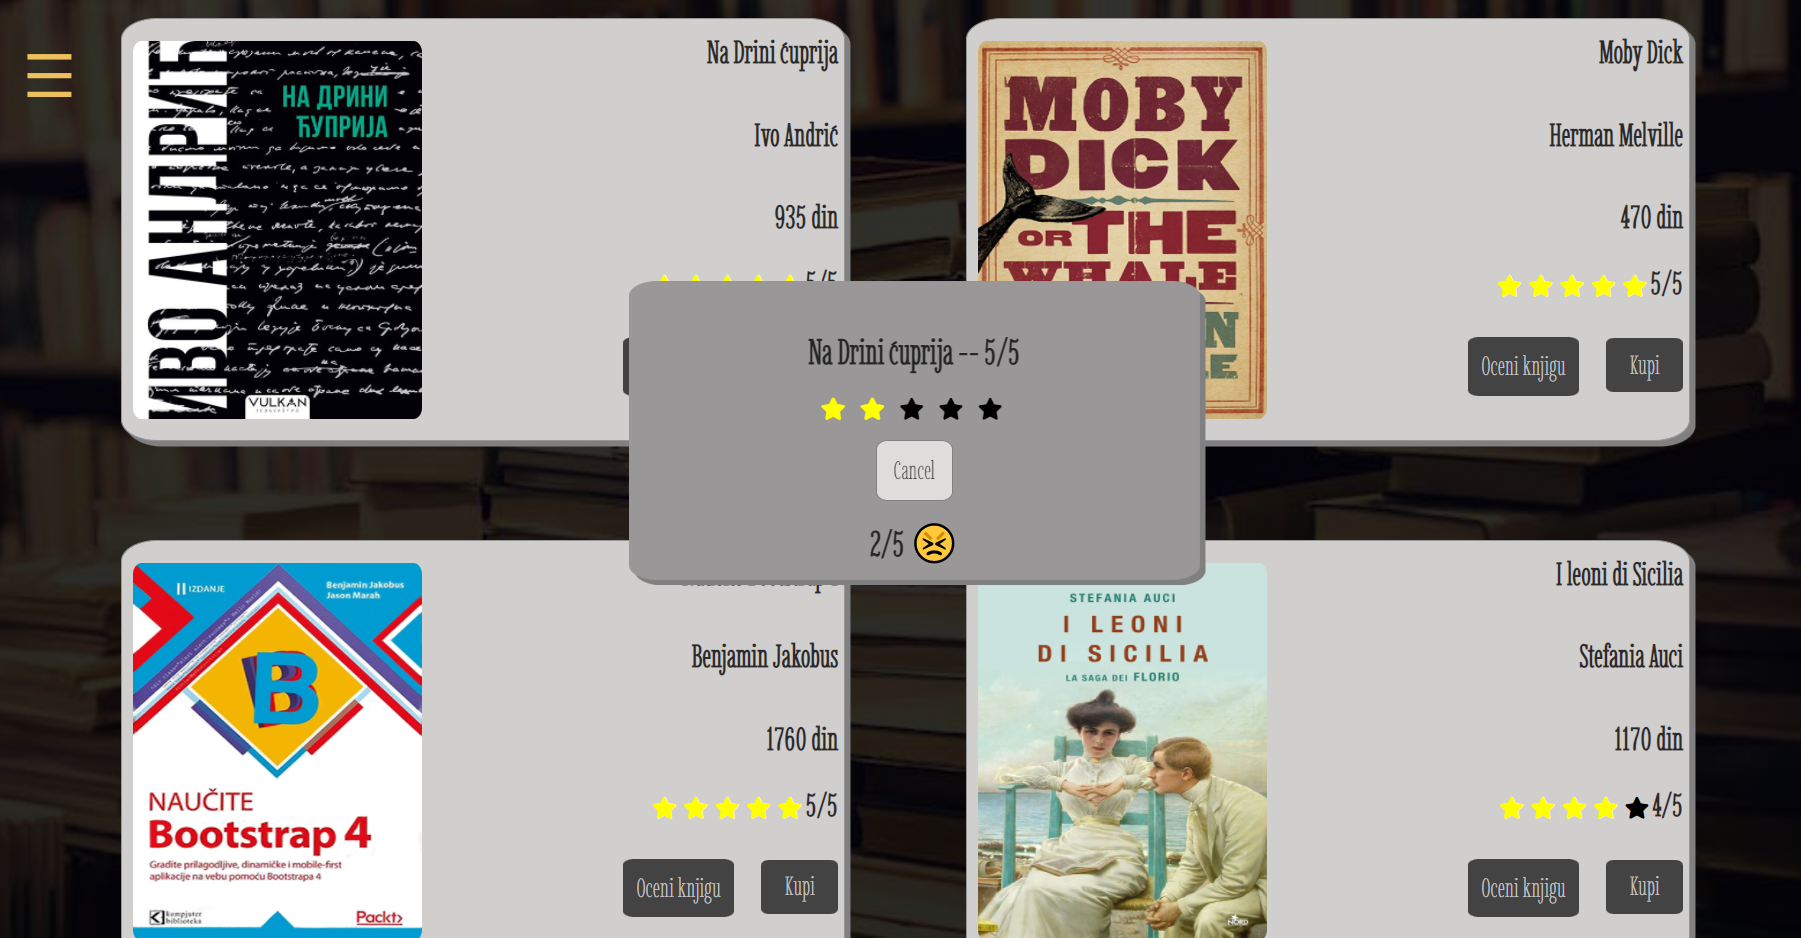 Na Drini ćuprija
Ivo Andrić
935 din
5/5
ИВО АНДРИЋ
НА ДРИНИ
ЋУПРИЈА
VULKAN
Moby Dick
Herman Melville
470 din
5/5
Oceni knjigu
Kupi
MOBY
DICK
OR THE
WHALE
Na Drini ćuprija -- 5/5
Cancel
2/5
Benjamin Jakobus
1760 din
5/5
Oceni knjigu
Kupi
II IZDANJE
Benjamin Jakobus
Jason Marah
B
NAUČITE
Bootstrap 4
Gradite prilagodljive, dinamičke i mobile-first
aplikacije na vebu pomoću Bootstrapa 4
kompjuter
biblioteka
Packt>
I leoni di Sicilia
Stefania Auci
1170 din
4/5
Oceni knjigu
Kupi
STEFANIA AUCI
I LEONI
DI SICILIA
LA SAGA DEI FLORIO
NORD